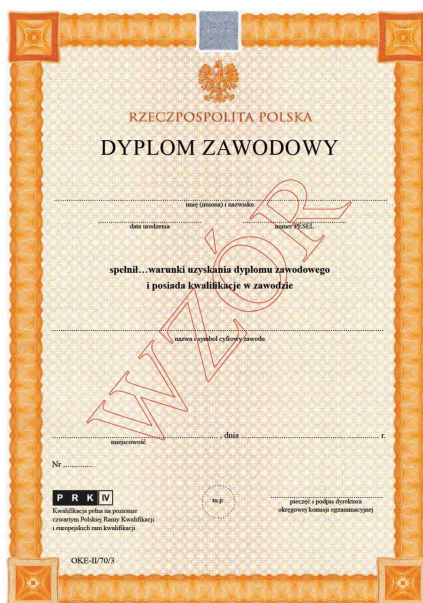 RZECZPOSPOLITA POLSKA
DYPLOM ZAWODOWY
imię (imiona) i nazwisko
data urodzenia numer PESEL
spełnił...warunki uzyskania dyplomu zawodowego
i posiada kwalifikacje w zawodzie
nazwa i symbol cyfrowy zawodu
WZÓR
, dnia r.
miejscowość
Nr .............
P R K IV
Kwalifikacja pełna na poziomie
czwartym Polskiej Ramy Kwalifikacji
i europejskich ram kwalifikacji
m.p.
pieczęć i podpis dyrektora
okręgowej komisji egzaminacyjnej
OKE-II/70/3